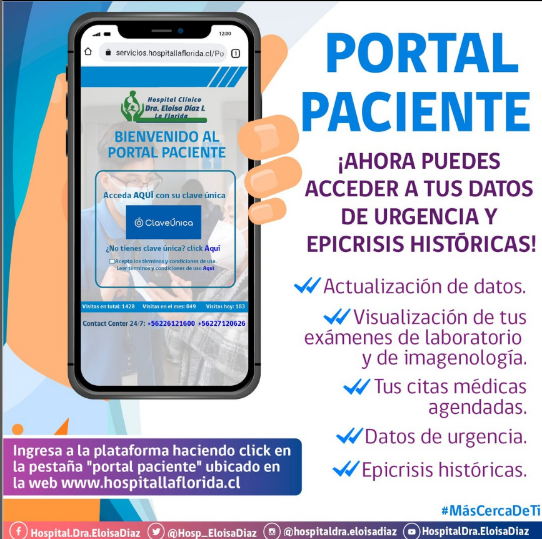 12:00
servicios.hospitallaflorida.cl/Po
Hospital Clínico
Dra. Eloisa Díaz I.
La Florida
BIENVENIDO AL
PORTAL PACIENTE
Acceda AQUÍ con su clave única
ClaveÚnica
¿No tienes clave única? click Aquí
Acepto los términos y condiciones de uso
Leer términos y condiciones de uso Aquí
Visitas en total: 1428 Visitas en el mes: 849 Visitas hoy: 103
Contact Center 24-7: +56226121600 +56227120626
PORTAL
PACIENTE
¡AHORA PUEDES
ACCEDER A TUS DATOS
DE URGENCIA Y
EPICRISIS HISTÓRICAS!
Actualización de datos.
Visualización de tus
exámenes de laboratorio
y de imagenología.
Tus citas médicas
agendadas.
Datos de urgencia.
Epicrisis históricas.
Ingresa a la plataforma haciendo click en
la pestaña "portal paciente" ubicado en
la web www.hospitallaflorida.cl
#MásCercaDeTi
Hospital.Dra.EloisaDiaz @Hosp_EloisaDiaz @hospitaldra.eloisadiaz HospitalDra.EloisaDiaz